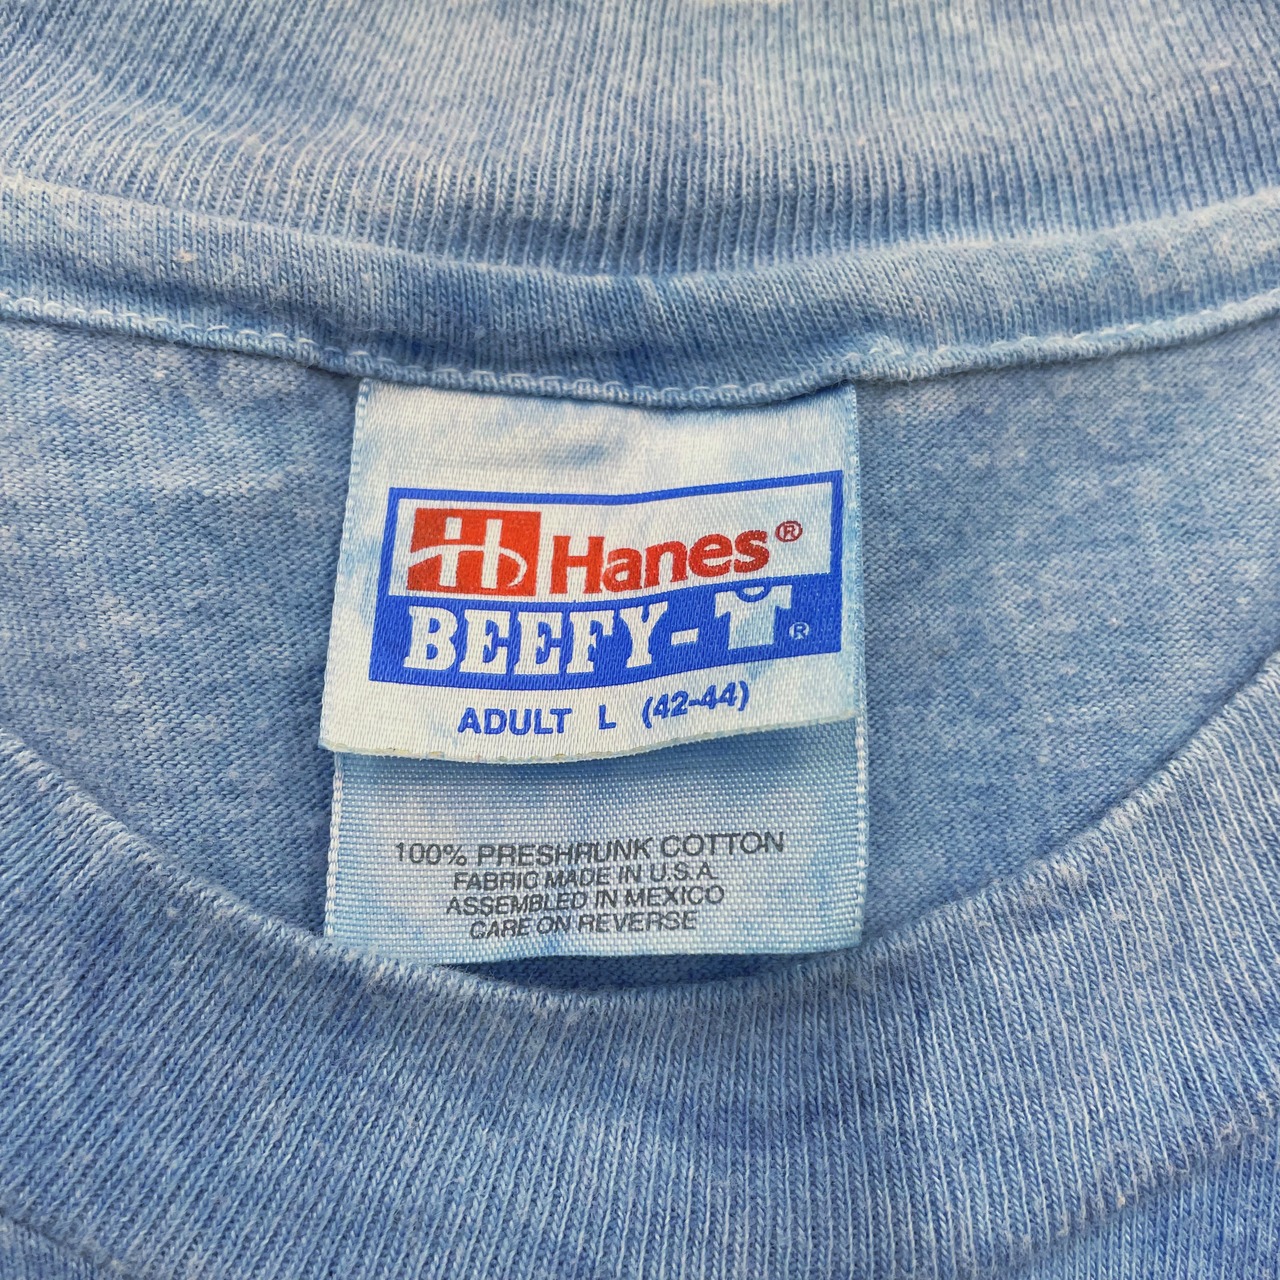 H Hanes®
BEEFY-T®
ADULT L (42-44)
100% PRESHRUNK COTTON
FABRIC MADE IN U.S.A.
ASSEMBLED IN MEXICO
CARE ON REVERSE